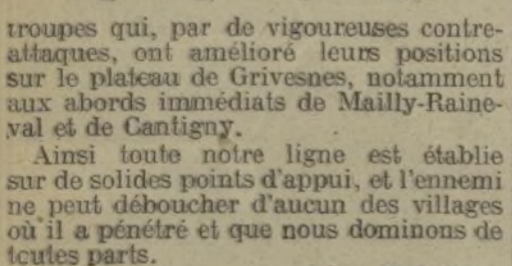 troupes qui, par de vigoureuses contre-
attaques, ont amélioré leurs positions
sur le plateau de Grivesnes, notamment
aux abords immédiats de Mailly-Raine-
val et de Cantigny.
Ainsi toute notre ligne est établie
sur de solides points d'appui, et l'ennemi
ne peut déboucher d'aucun des villages
où il a pénétré et que nous dominons de
toutes parts.